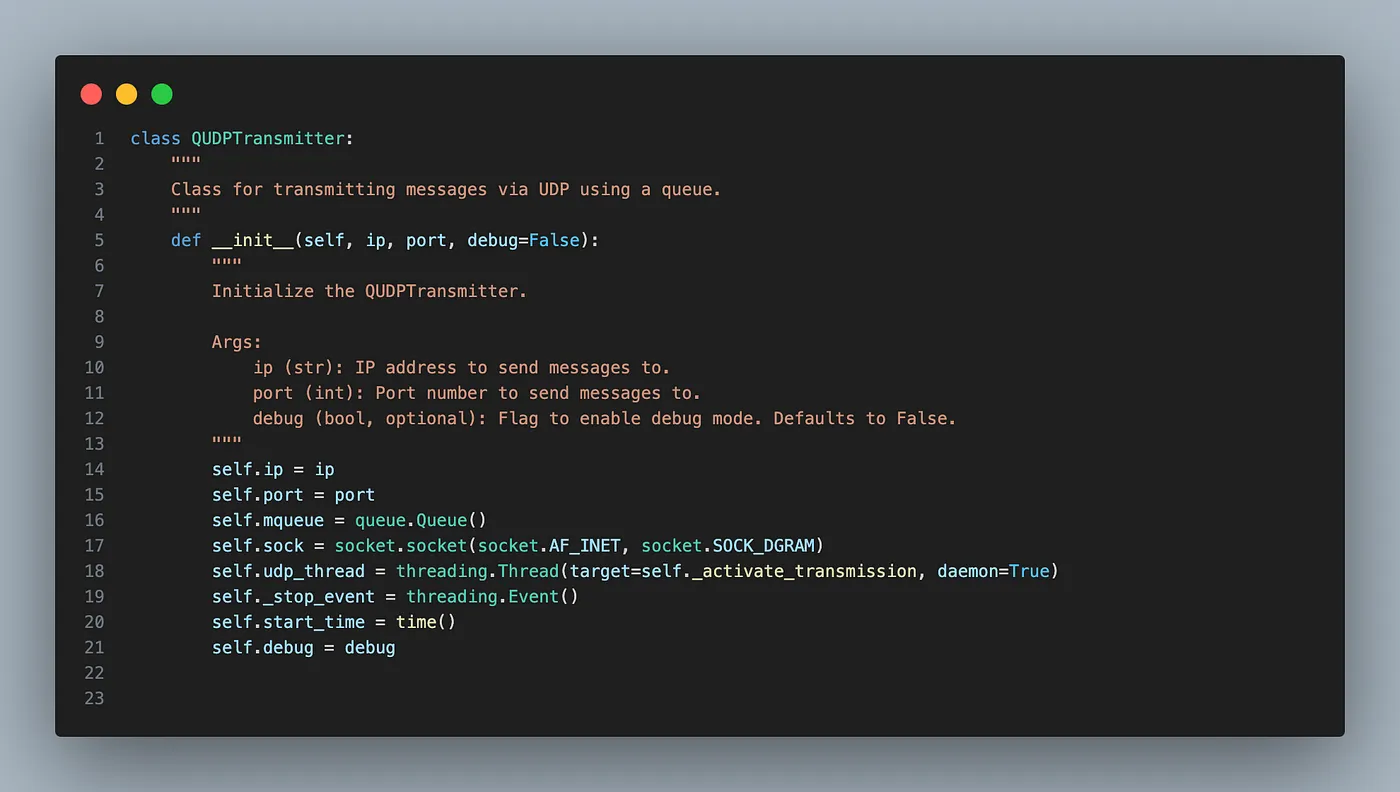 1 class QUDPTransmitter:
2     """
3     Class for transmitting messages via UDP using a queue.
4     """
5     def __init__(self, ip, port, debug=False):
6         """
7         Initialize the QUDPTransmitter.
8
9         Args:
10             ip (str): IP address to send messages to.
11             port (int): Port number to send messages to.
12             debug (bool, optional): Flag to enable debug mode. Defaults to False.
13         """
14         self.ip = ip
15         self.port = port
16         self.mqueue = queue.Queue()
17         self.sock = socket.socket(socket.AF_INET, socket.SOCK_DGRAM)
18         self.udp_thread = threading.Thread(target=self._activate_transmission, daemon=True)
19         self._stop_event = threading.Event()
20         self.start_time = time()
21         self.debug = debug
22
23